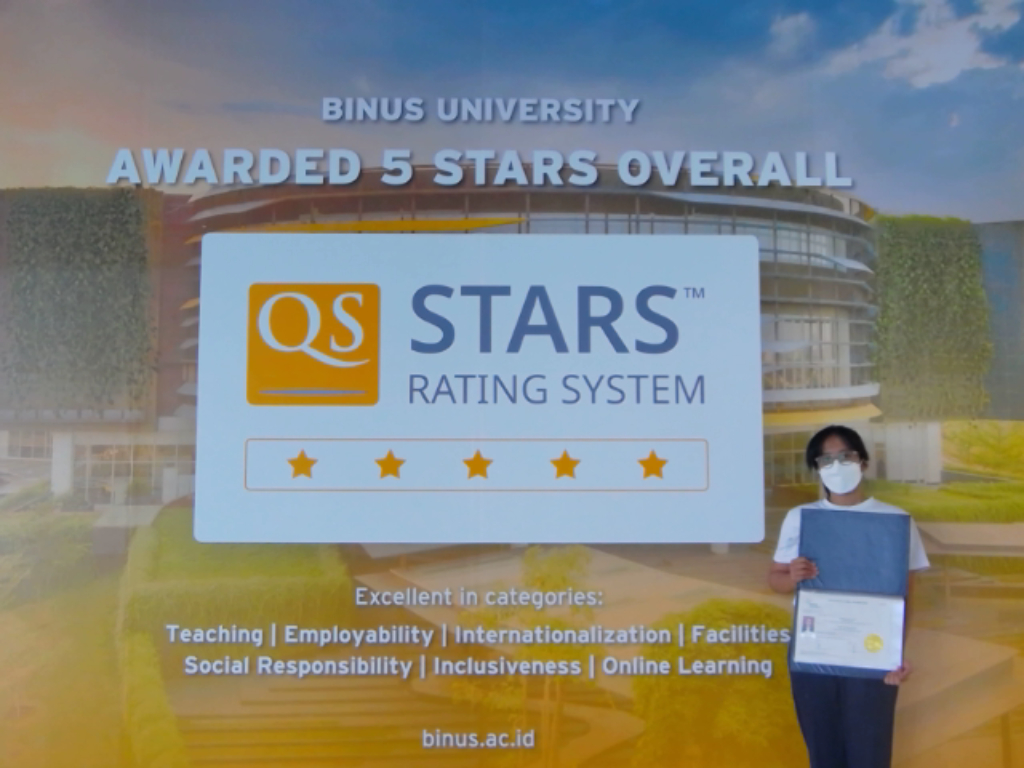 BINUS UNIVERSITY
AWARDED 5 STARS OVERALL
QS
STARS™
RATING SYSTEM
Excellent in categories:
Teaching | Employability | Internationalization | Facilities
Social Responsibility | Inclusiveness | Online Learning
binus.ac.id